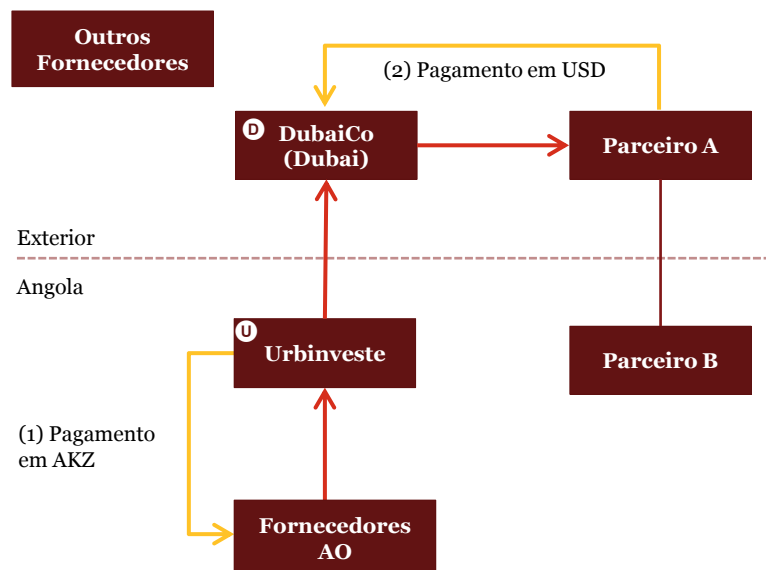 Outros
Fornecedores
(2) Pagamento em USD
D
DubaiCo
(Dubai)
Parceiro A
Exterior
Angola
U
Urbinveste
Parceiro B
(1) Pagamento
em AKZ
Fornecedores
AO